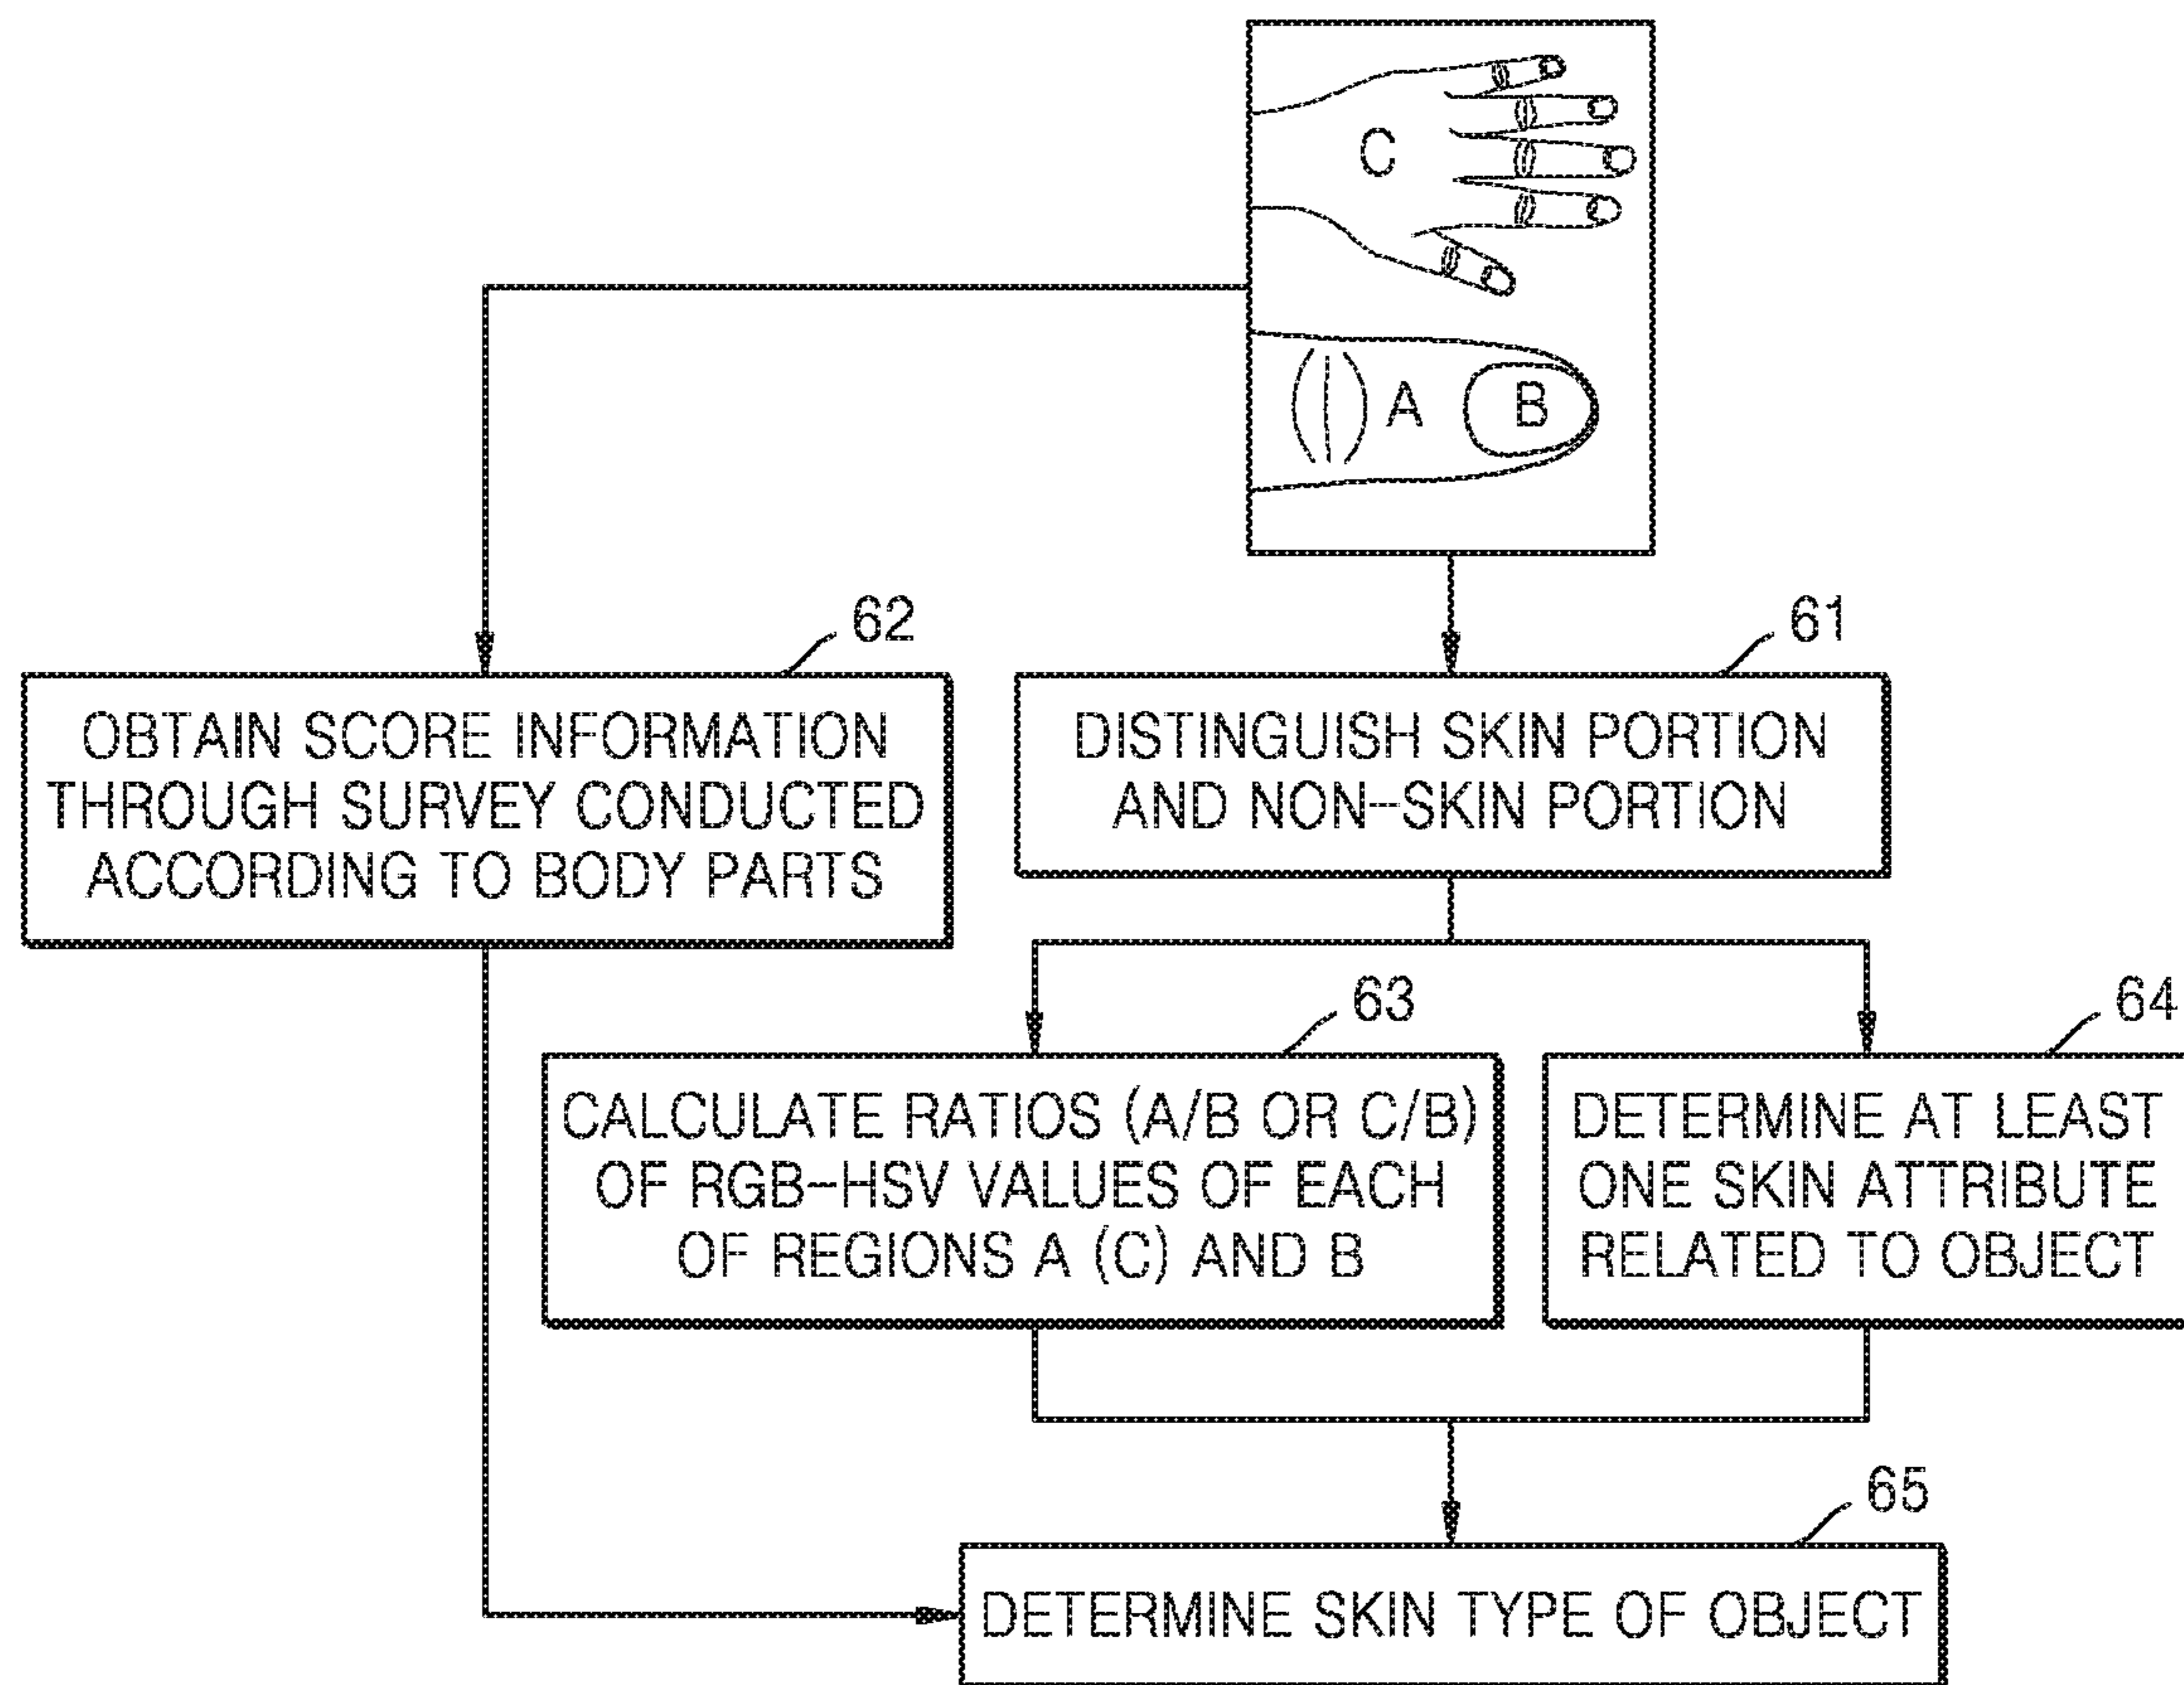 C
A
B
62
61
OBTAIN SCORE INFORMATION
THROUGH SURVEY CONDUCTED
ACCORDING TO BODY PARTS
DISTINGUISH SKIN PORTION
AND NON-SKIN PORTION
63
64
CALCULATE RATIOS (A/B OR C/B)
OF RGB-HSV VALUES OF EACH
OF REGIONS A (C) AND B
DETERMINE AT LEAST
ONE SKIN ATTRIBUTE
RELATED TO OBJECT
65
DETERMINE SKIN TYPE OF OBJECT